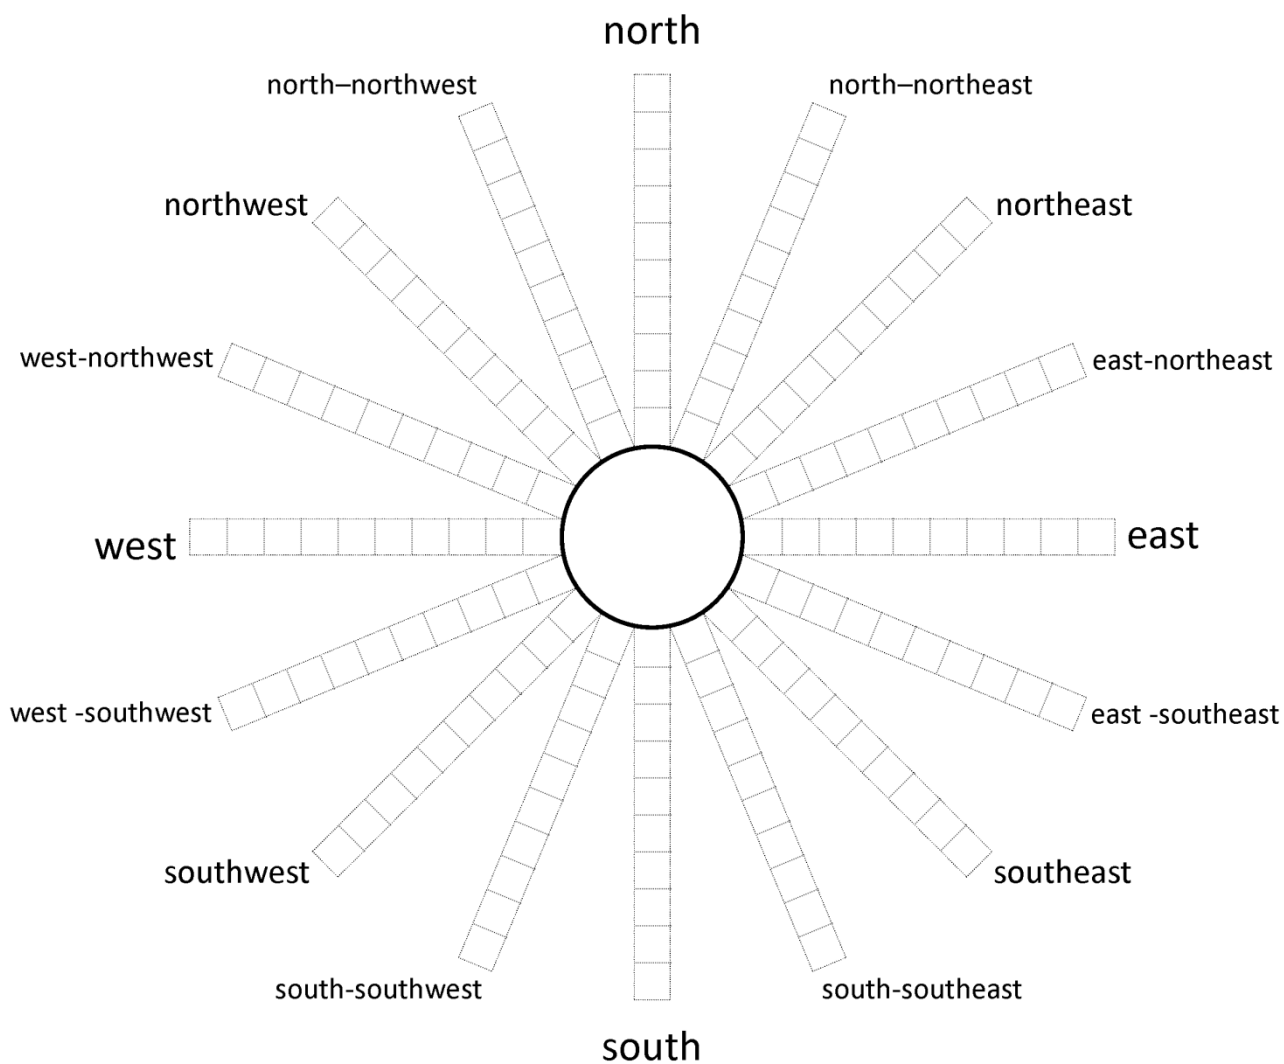 north
north–northwest
north–northeast
northwest
northeast
west-northwest
east-northeast
west
east
west -southwest
east -southeast
southwest
southeast
south-southwest
south-southeast
south